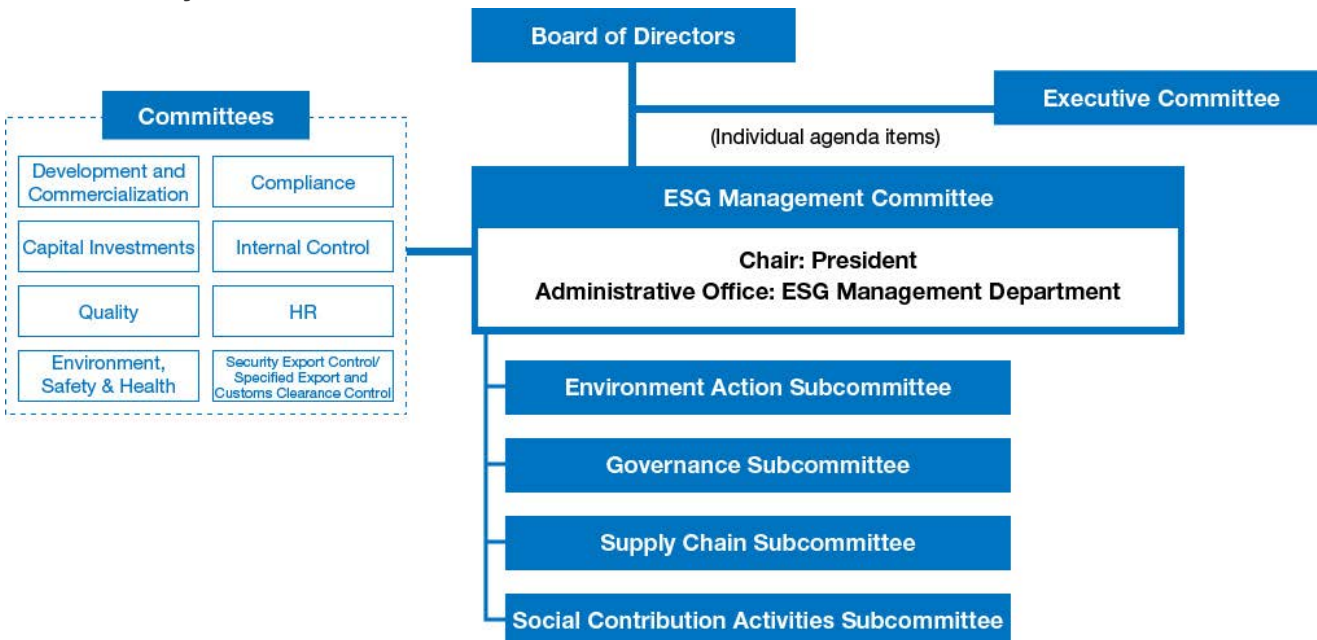 Board of Directors
Executive Committee
(Individual agenda items)
Committees
Development and
Commercialization
Compliance
Capital Investments
Internal Control
Quality
HR
Environment,
Safety & Health
Security Export Control/
Specified Export and
Customs Clearance Control
ESG Management Committee
Chair: President
Administrative Office: ESG Management Department
Environment Action Subcommittee
Governance Subcommittee
Supply Chain Subcommittee
Social Contribution Activities Subcommittee